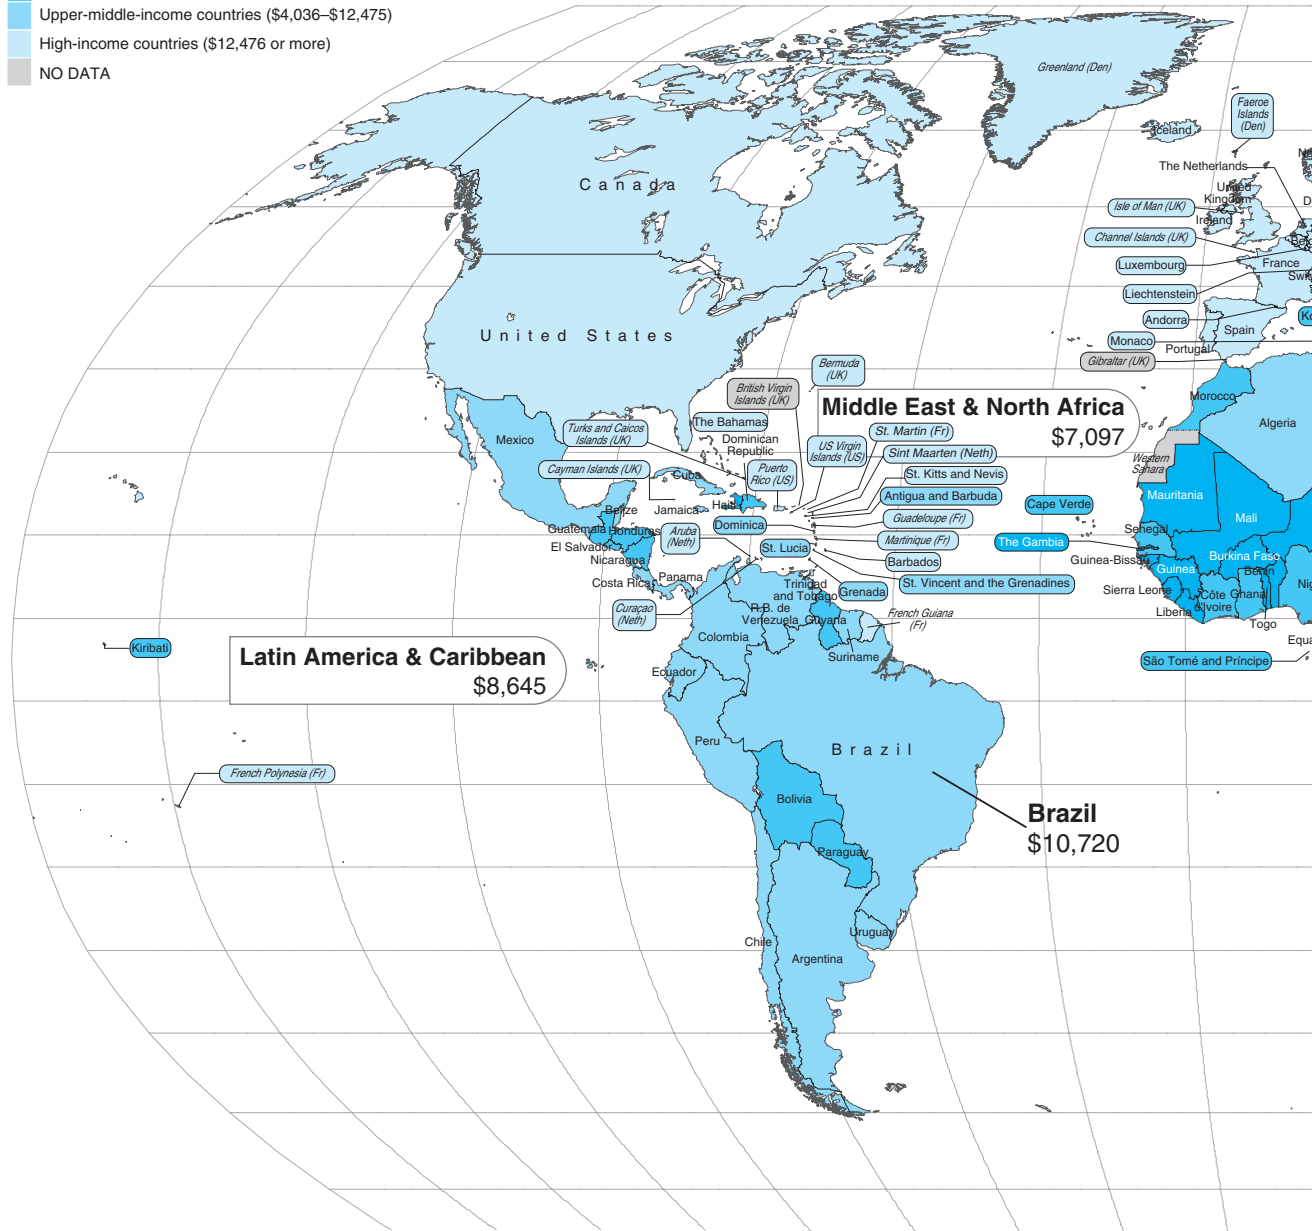 Upper-middle-income countries ($4,036–$12,475)
High-income countries ($12,476 or more)
NO DATA
Greenland (Den)
Faeroe
Islands
(Den)
Iceland
The Netherlands
United
Kingdom
Isle of Man (UK)
Ireland
Channel Islands (UK)
Luxembourg
France
Liechtenstein
Andorra
Spain
Monaco
Portugal
Gibraltar (UK)
Canada
United States
Bermuda
(UK)
British Virgin
Islands (UK)
Middle East & North Africa
$7,097
Morocco
Algeria
Western
Sahara
Mexico
Turks and Caicos
Islands (UK)
The Bahamas
Dominican
Republic
US Virgin
Islands (US)
St. Martin (Fr)
Sint Maarten (Neth)
Cayman Islands (UK)
Cuba
Puerto
Rico (US)
St. Kitts and Nevis
Antigua and Barbuda
Belize
Jamaica
Haiti
Guadeloupe (Fr)
Cape Verde
Mauritania
Mali
Guatemala
Honduras
Aruba
(Neth)
Dominica
Martinique (Fr)
The Gambia
Senegal
El Salvador
Nicaragua
St. Lucia
Barbados
Guinea-Bissau
Guinea
Burkina Faso
Benin
Costa Rica
Panama
Trinidad
and Tobago
Grenada
St. Vincent and the Grenadines
Sierra Leone
Liberia
Côte
d'Ivoire
Ghana
Togo
Curaçao
(Neth)
R.B. de
Venezuela
Guyana
French Guiana
(Fr)
Colombia
Suriname
Kiribati
Latin America & Caribbean
$8,645
Ecuador
São Tomé and Príncipe
Peru
Brazil
French Polynesia (Fr)
Bolivia
Brazil
$10,720
Paraguay
Chile
Uruguay
Argentina